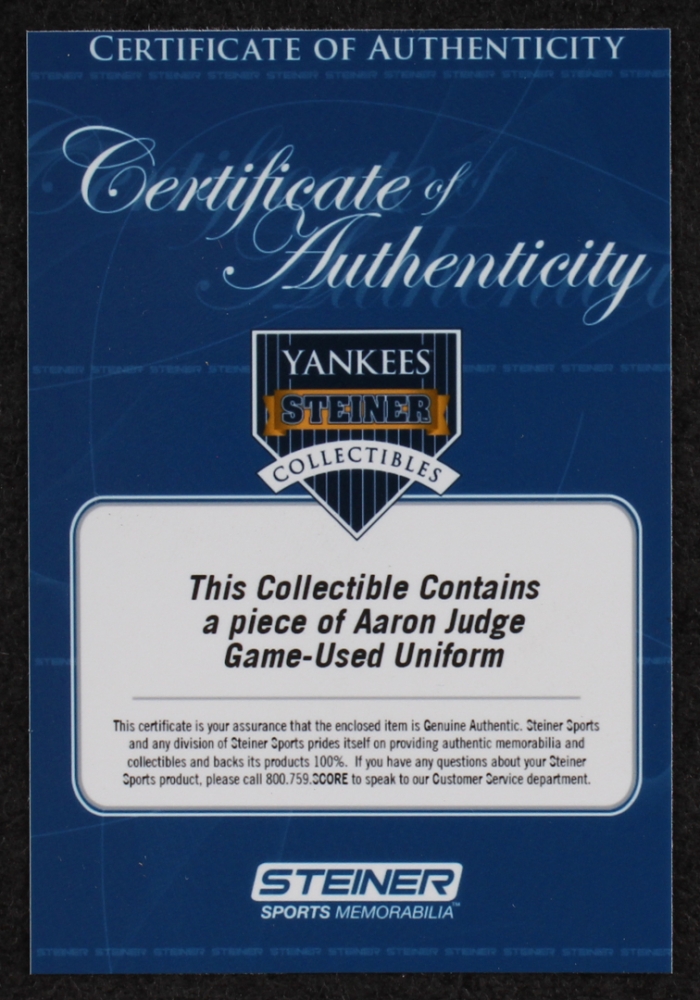 CERTIFICATE OF AUTHENTICITY
Certificate of
Authenticity
YANKEES
STEINER
COLLECTIBLES
This Collectible Contains
a piece of Aaron Judge
Game-Used Uniform
This certificate is your assurance that the enclosed item is Genuine Authentic. Steiner Sports
and any division of Steiner Sports prides itself on providing authentic memorabilia and
collectibles and backs its products 100%. If you have any questions about your Steiner
Sports product, please call 800.759.SCORE to speak to our Customer Service department.
STEINER
SPORTS MEMORABILIA™